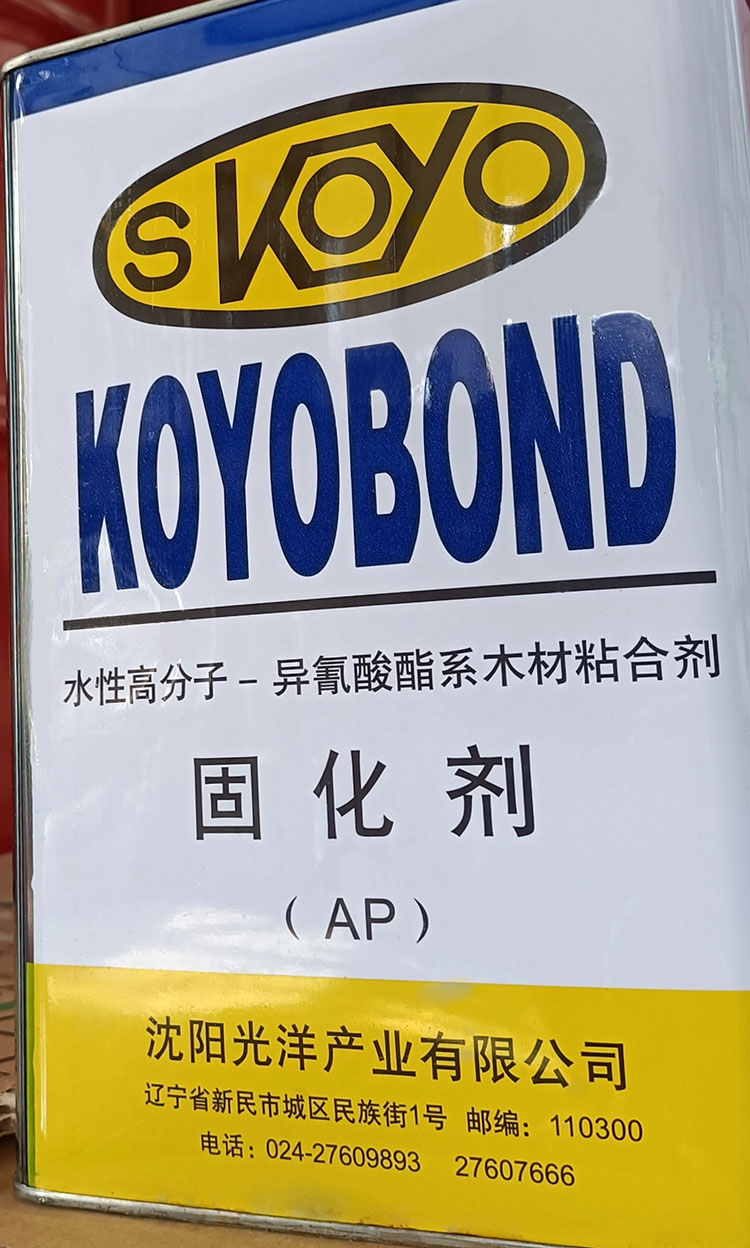 SKOYO
KOYOBOND
水性高分子－异氰酸酯系木材粘合剂
固化剂
（AP）
沈阳光洋产业有限公司
辽宁省新民市城区民族街1号 邮编：110300
电话：024-27609893 27607666